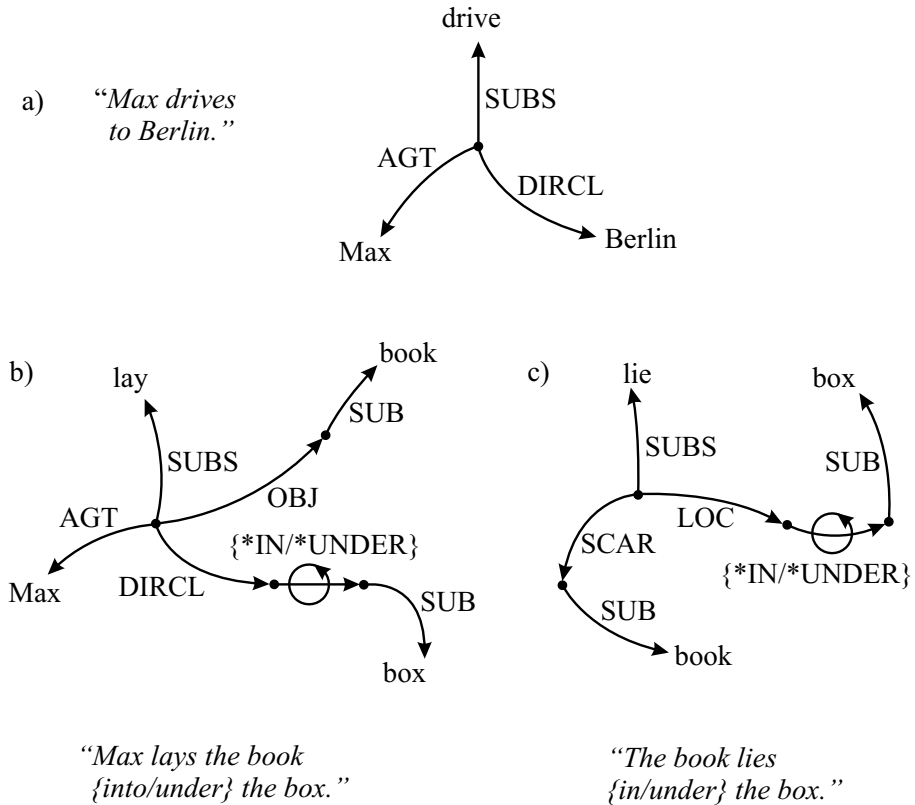 drive
a)
“Max drives
to Berlin.”
SUBS
AGT
DIRCL
Max
Berlin
b)
lay
book
SUB
SUBS
OBJ
AGT
{*IN/*UNDER}
Max
DIRCL
SUB
box
“Max lays the book
{into/under} the box.”
c)
lie
box
SUBS
SUB
LOC
SCAR
{*IN/*UNDER}
SUB
book
“The book lies
{in/under} the box.”